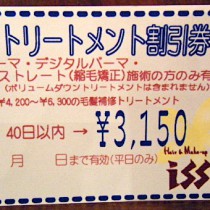 トリートメント割引券
ーマ・デジタルパーマ・
ストレート(縮毛矯正)施術の方のみ有
(ボリュームダウントリートメントは含まれません)
¥4,200〜¥6,300の毛髪補修トリートメント
40日以内→¥3,150
月 日まで有効(平日のみ)
Hair & Make-up
iss